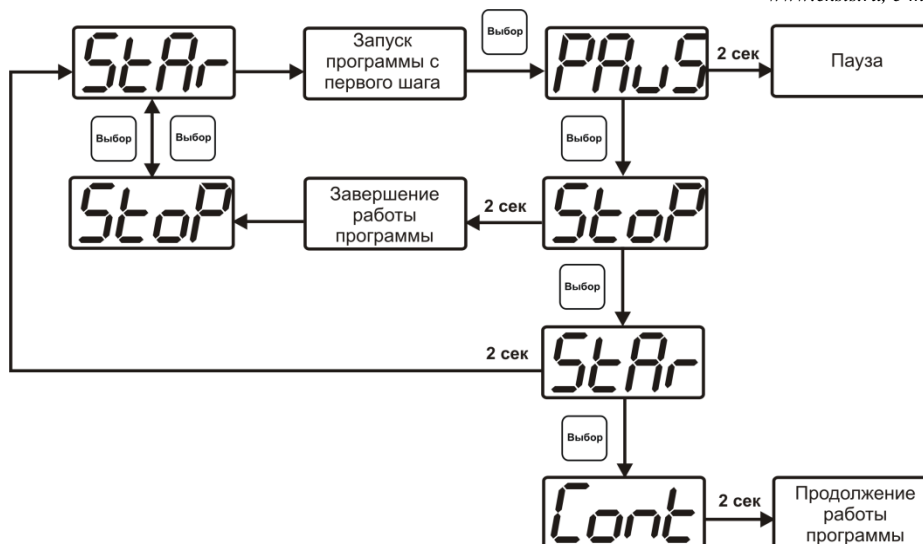 StAr
Запуск
программы с
первого шага
Выбор
PAuS
2 сек
Пауза
Выбор
Выбор
Выбор
StoP
Завершение
работы
программы
2 сек
StoP
Выбор
2 сек
StAr
Выбор
Cont
2 сек
Продолжение
работы
программы